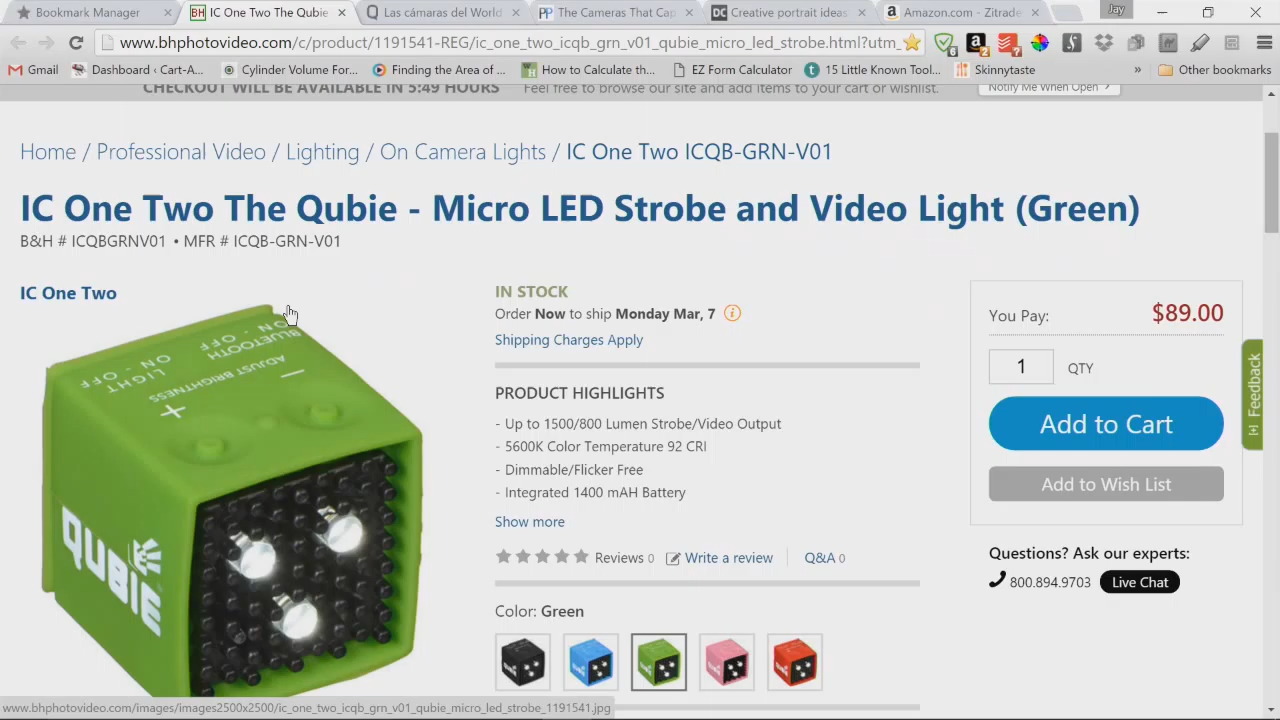 Bookmark Manager
IC One Two The Qubie
Las cámaras del World
The Cameras That Cap
Creative portrait ideas
Amazon.com - Zitrade
Jay
www.bhphotovideo.com/c/product/1191541-REG/ic_one_two_icqb_grn_v01_qubie_micro_led_strobe.html?utm_
Gmail
Dashboard ‹ Cart-A...
Cylinder Volume For...
Finding the Area of ...
How to Calculate th...
EZ Form Calculator
15 Little Known Tool...
Skinnytaste
»
Other bookmarks
CHECKOUT WILL BE AVAILABLE IN 5:49 HOURS
Feel free to browse our site and add items to your cart or wishlist.
Notify Me When Open
Home / Professional Video / Lighting / On Camera Lights / IC One Two ICQB-GRN-V01
IC One Two The Qubie - Micro LED Strobe and Video Light (Green)
B&H # ICQBGRNV01 • MFR # ICQB-GRN-V01
IC One Two
ON - OFF
BLUETOOTH
ON - OFF
LIGHT
ADJUST BRIGHTNESS
QUBIE
IN STOCK
Order Now to ship Monday Mar, 7
Shipping Charges Apply
PRODUCT HIGHLIGHTS
- Up to 1500/800 Lumen Strobe/Video Output
- 5600K Color Temperature 92 CRI
- Dimmable/Flicker Free
- Integrated 1400 mAH Battery
Show more
Reviews 0
Write a review
Q&A 0
Color: Green
You Pay: $89.00
1 QTY
Add to Cart
Add to Wish List
Questions? Ask our experts:
800.894.9703 Live Chat
[+] Feedback
www.bhphotovideo.com/images/images2500x2500/ic_one_two_icqb_grn_v01_qubie_micro_led_strobe_1191541.jpg